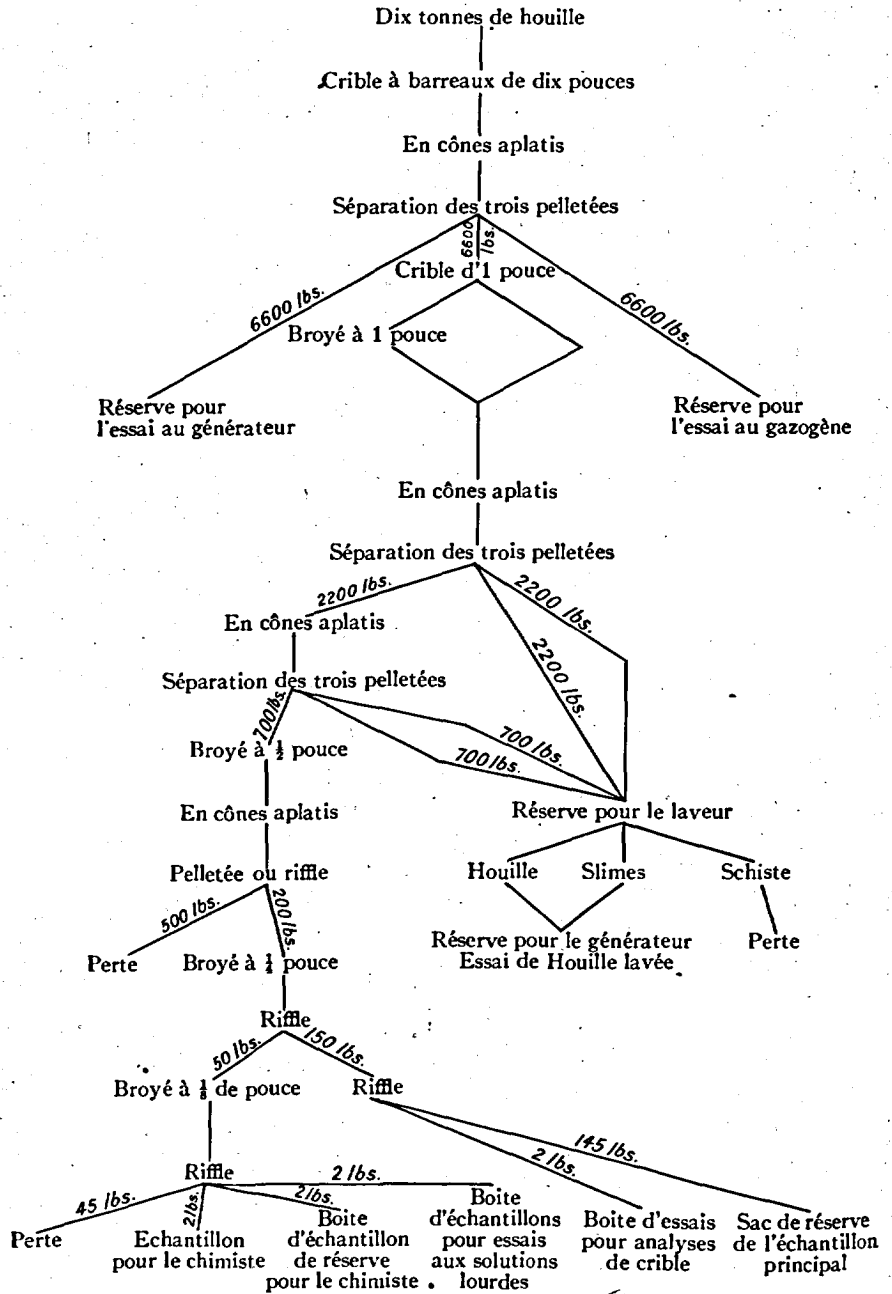 Dix tonnes de houille
Crible à barreaux de dix pouces
En cônes aplatis
Séparation des trois pelletées
6600 lbs.
6600 lbs.
6600 lbs.
Crible d'1 pouce
Broyé à 1 pouce
Réserve pour
l'essai au générateur
Réserve pour
l'essai au gazogène
En cônes aplatis
Séparation des trois pelletées
2200 lbs.
2200 lbs.
2200 lbs.
En cônes aplatis
Séparation des trois pelletées
700 lbs.
700 lbs.
700 lbs.
Broyé à ½ pouce
En cônes aplatis
Réserve pour le laveur
Pelletée ou riffle
Houille
Slimes
Schiste
500 lbs.
200 lbs.
Perte
Broyé à pouce
Réserve pour le générateur
Essai de Houille lavée
Perte
Riffle
50 lbs.
150 lbs.
Broyé à ⅛ de pouce
Riffle
Riffle
45 lbs.
2 lbs.
2 lbs.
2 lbs.
2 lbs.
145 lbs.
Perte
Echantillon
pour le chimiste
Boite
d'échantillon
de réserve
pour le chimiste
Boite
d'échantillons
pour essais
aux solutions
lourdes
Boite d'essais
pour analyses
de crible
Sac de réserve
de l'échantillon
principal